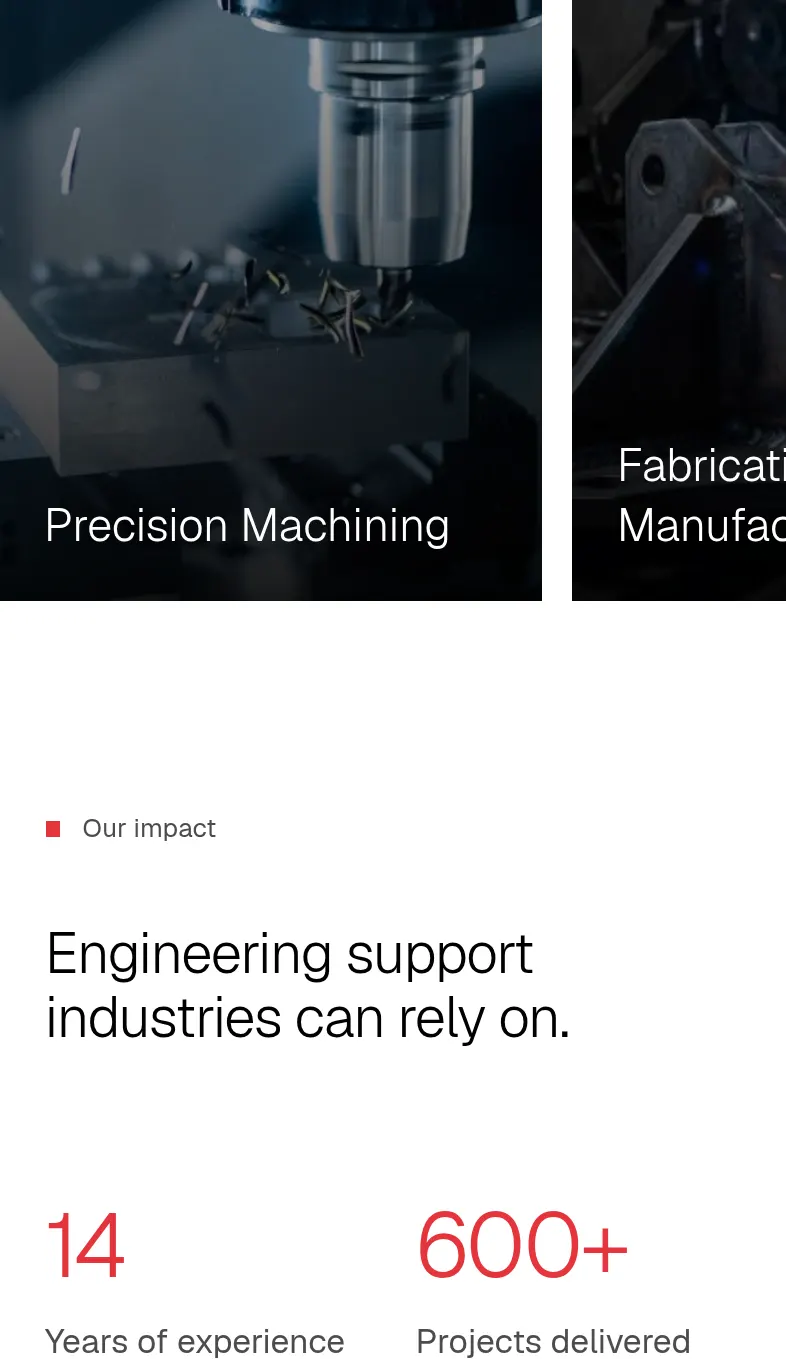 Precision Machining
Fabricati
Manufac
Our impact
Engineering support
industries can rely on.
14
600+
Years of experience
Projects delivered